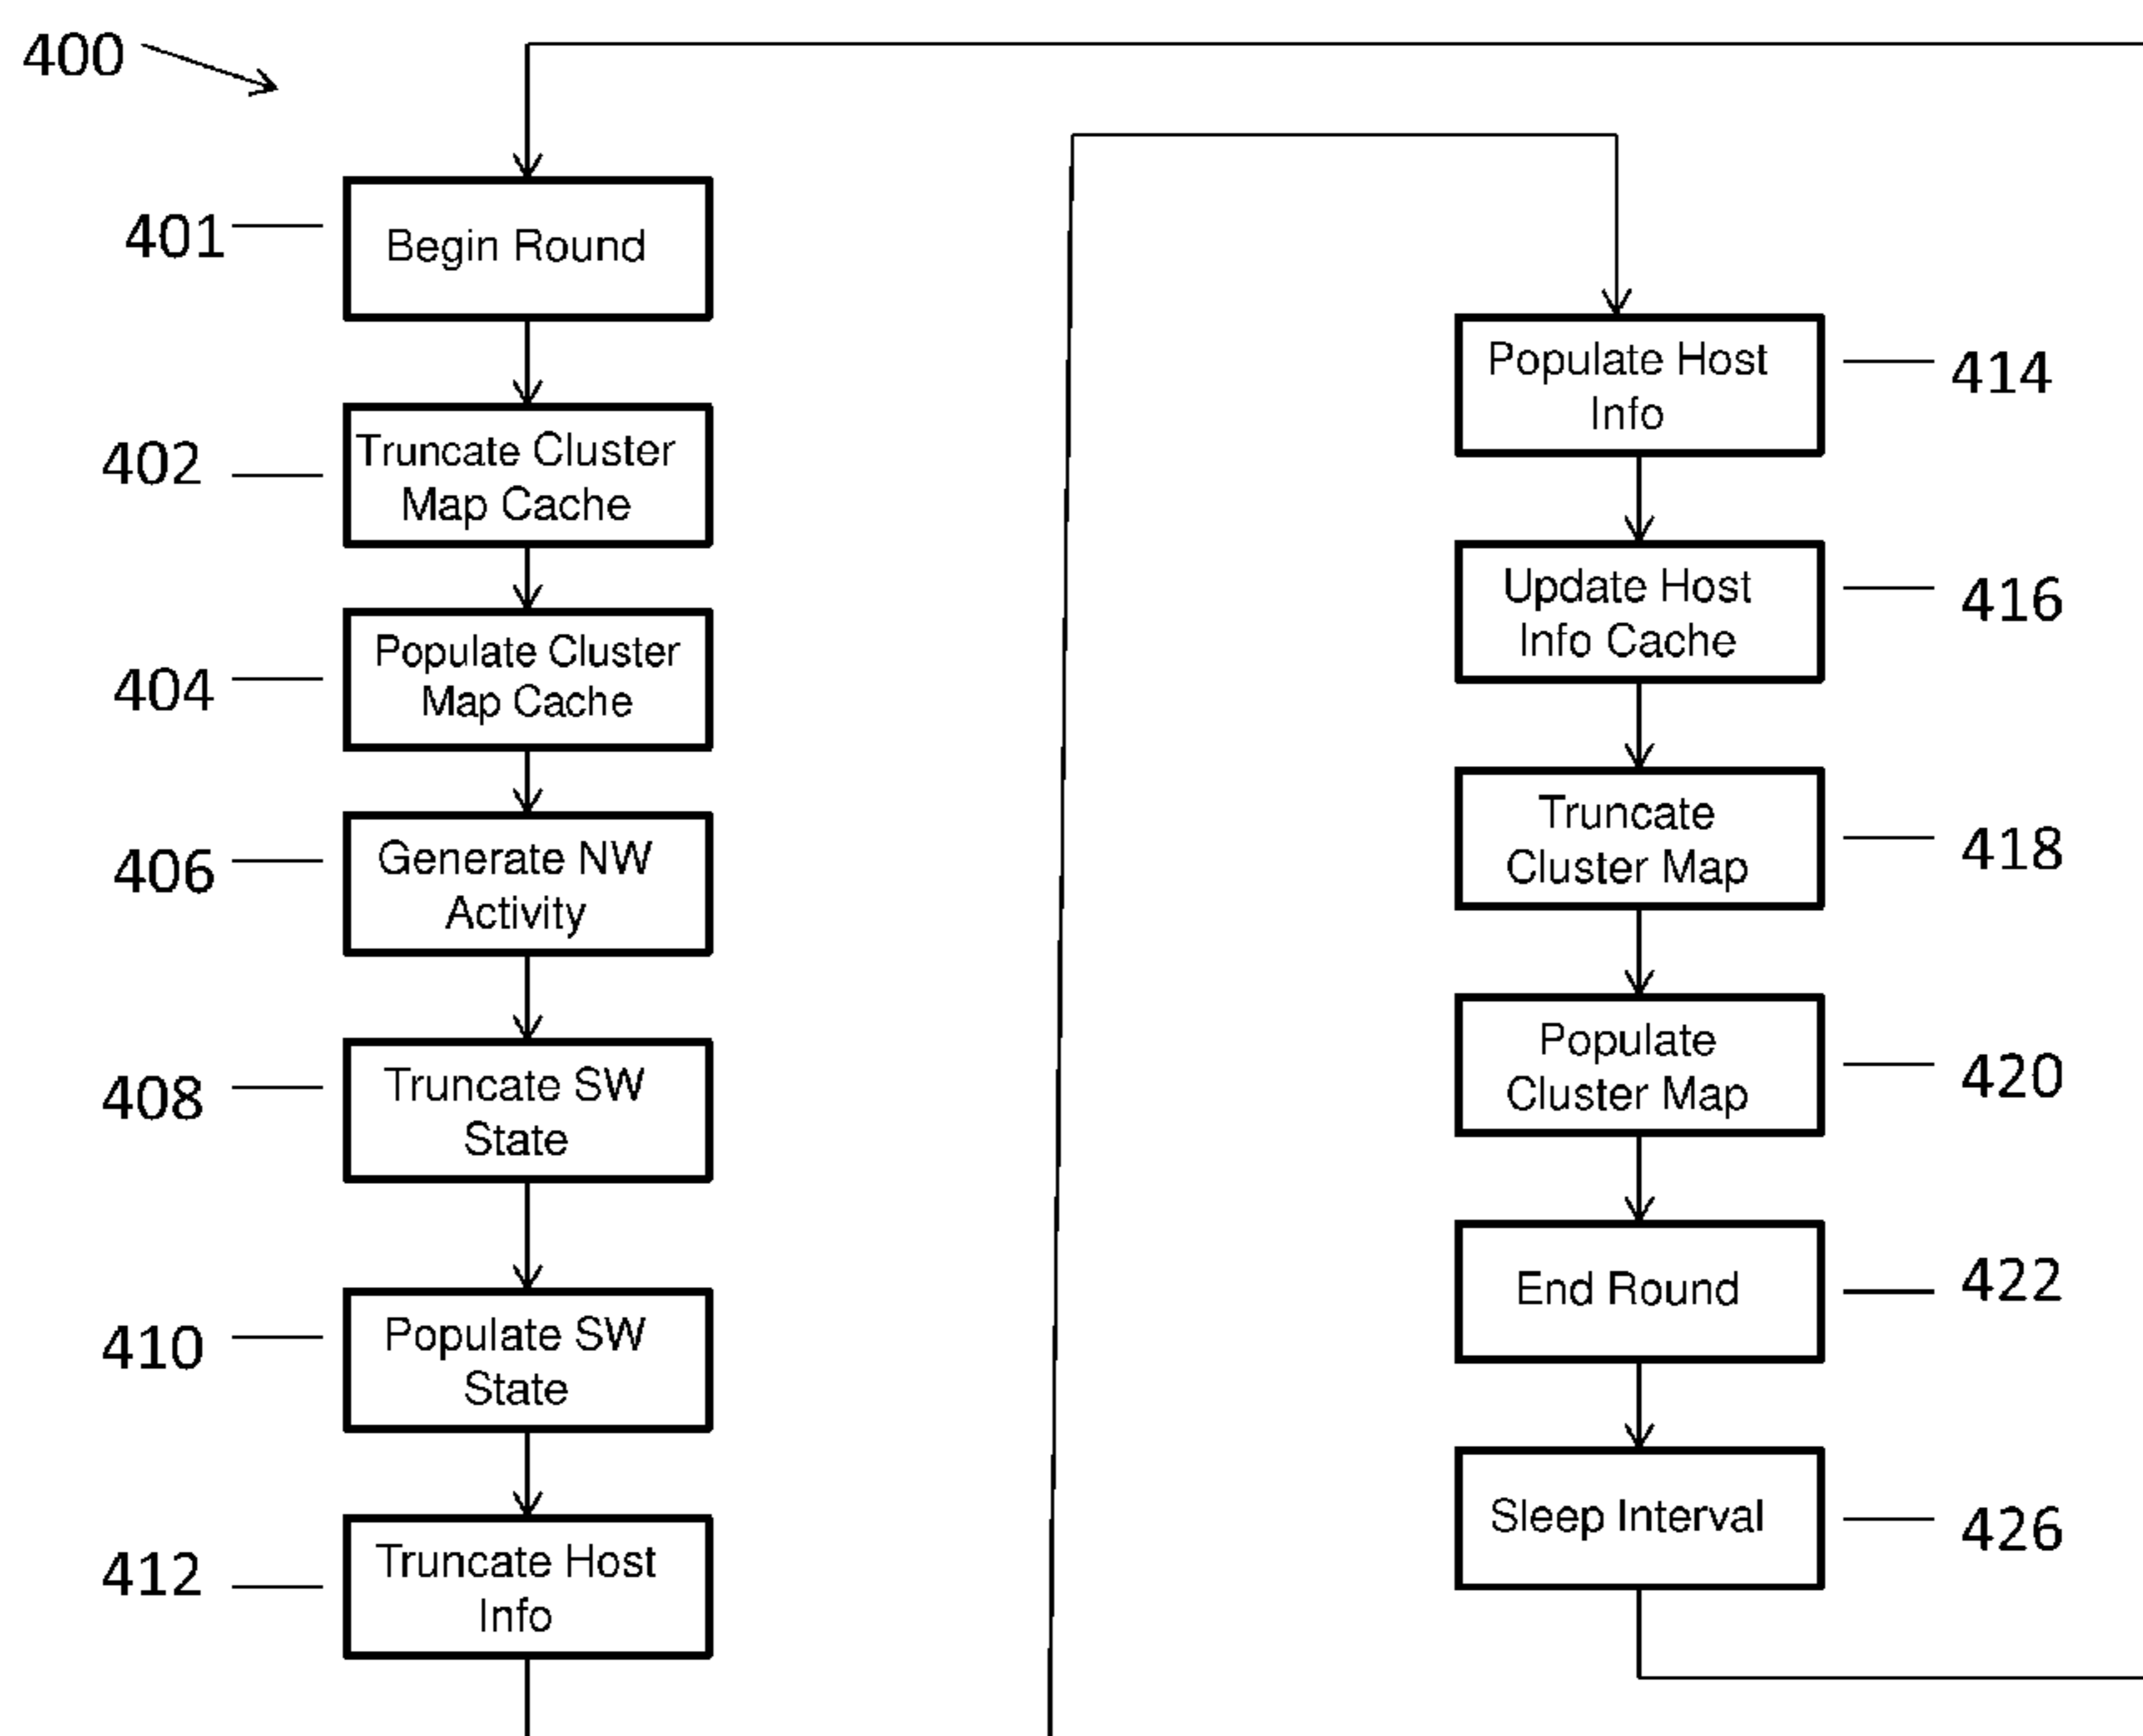 400
401
Begin Round
402
Truncate Cluster
Map Cache
404
Populate Cluster
Map Cache
406
Generate NW
Activity
408
Truncate SW
State
410
Populate SW
State
412
Truncate Host
Info
Populate Host
Info
414
Update Host
Info Cache
416
Truncate
Cluster Map
418
Populate
Cluster Map
420
End Round
422
Sleep Interval
426